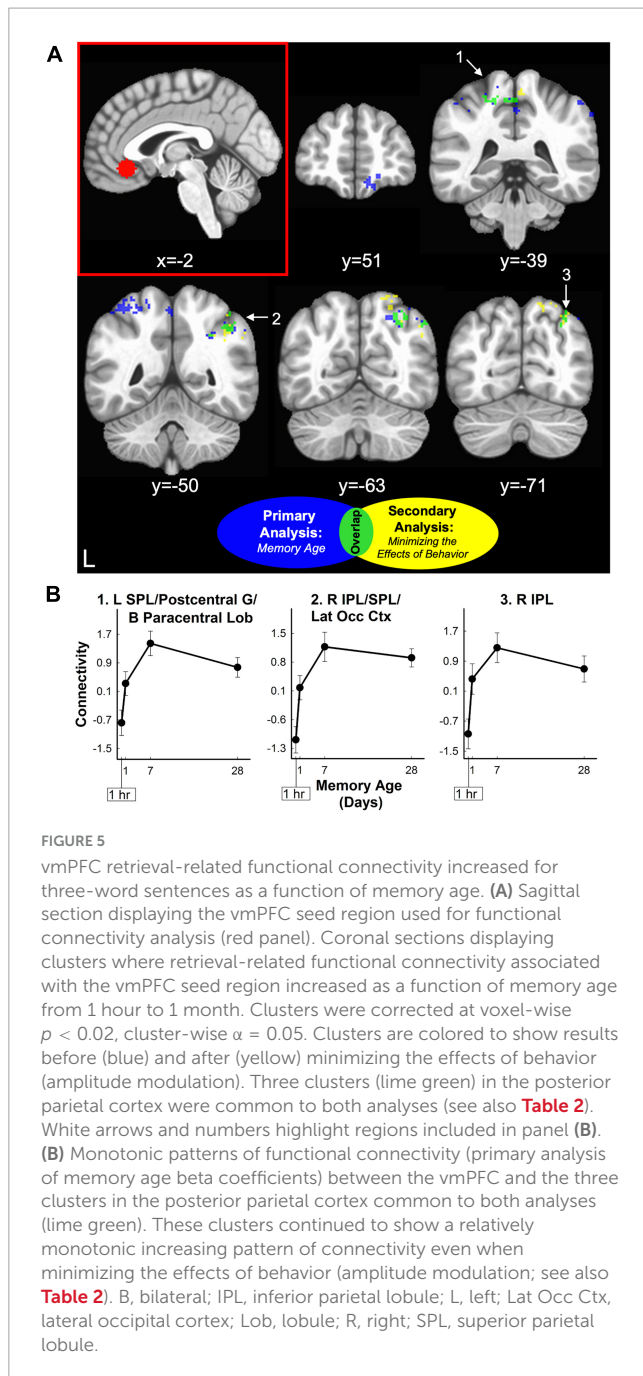 A
1
x=-2
y=51
y=-39
2
3
y=-50
y=-63
y=-71
Primary
Analysis:
Memory Age
Overlap
Secondary
Analysis:
Minimizing the
Effects of Behavior
L
B
1. L SPL/Postcentral G/
B Paracentral Lob
2. R IPL/SPL/
Lat Occ Ctx
3. R IPL
Connectivity
1.7
0.9
0.1
-0.7
-1.5
1 7 28
1 hr
1.5
0.8
0.1
-0.6
-1.3
1 7 28
1 hr
1.7
0.9
0.1
-0.7
-1.5
1 7 28
1 hr
Memory Age
(Days)
FIGURE 5
vmPFC retrieval-related functional connectivity increased for
three-word sentences as a function of memory age. (A) Sagittal
section displaying the vmPFC seed region used for functional
connectivity analysis (red panel). Coronal sections displaying
clusters where retrieval-related functional connectivity associated
with the vmPFC seed region increased as a function of memory age
from 1 hour to 1 month. Clusters were corrected at voxel-wise
p < 0.02, cluster-wise α = 0.05. Clusters are colored to show results
before (blue) and after (yellow) minimizing the effects of behavior
(amplitude modulation). Three clusters (lime green) in the posterior
parietal cortex were common to both analyses (see also Table 2).
White arrows and numbers highlight regions included in panel (B).
(B) Monotonic patterns of functional connectivity (primary analysis
of memory age beta coefficients) between the vmPFC and the three
clusters in the posterior parietal cortex common to both analyses
(lime green). These clusters continued to show a relatively
monotonic increasing pattern of connectivity even when
minimizing the effects of behavior (amplitude modulation; see also
Table 2). B, bilateral; IPL, inferior parietal lobule; L, left; Lat Occ Ctx,
lateral occipital cortex; Lob, lobule; R, right; SPL, superior parietal
lobule.